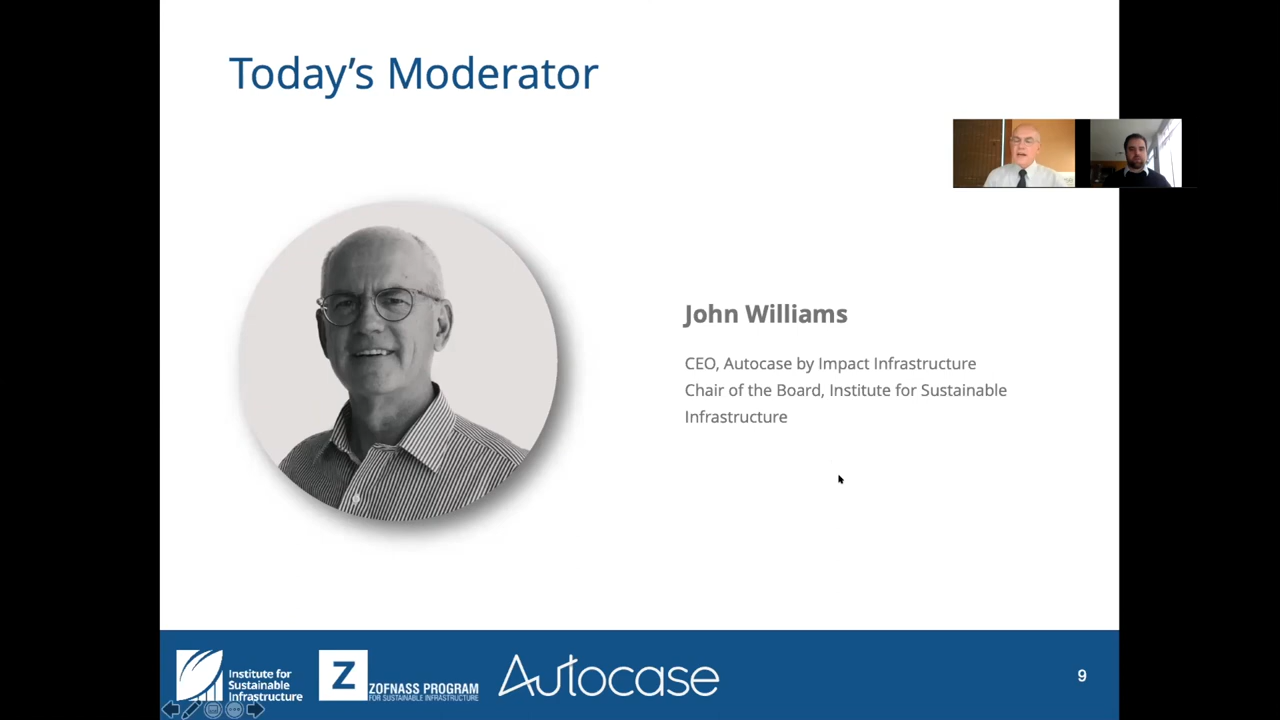 Today's Moderator
John Williams
CEO, Autocase by Impact Infrastructure
Chair of the Board, Institute for Sustainable
Infrastructure
Institute for
Sustainable
Infrastructure
Z
ZOFNASS PROGRAM
FOR SUSTAINABLE INFRASTRUCTURE
Autocase
9